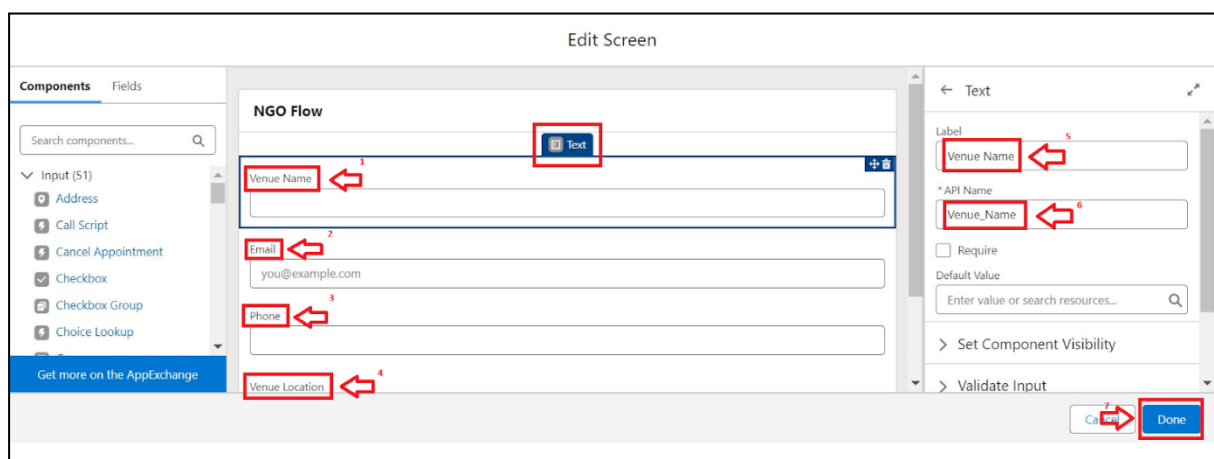 Edit Screen
Components Fields
Search components...
Input (51)
Address
Call Script
Cancel Appointment
Checkbox
Checkbox Group
Choice Lookup
Get more on the AppExchange
NGO Flow
Text
Venue Name 1
Email 2
you@example.com
Phone 3
Venue Location 4
Text
Label
Venue Name 5
* API Name
Venue_Name 6
Require
Default Value
Enter value or search resources...
Set Component Visibility
Validate Input
Cancel 7 Done